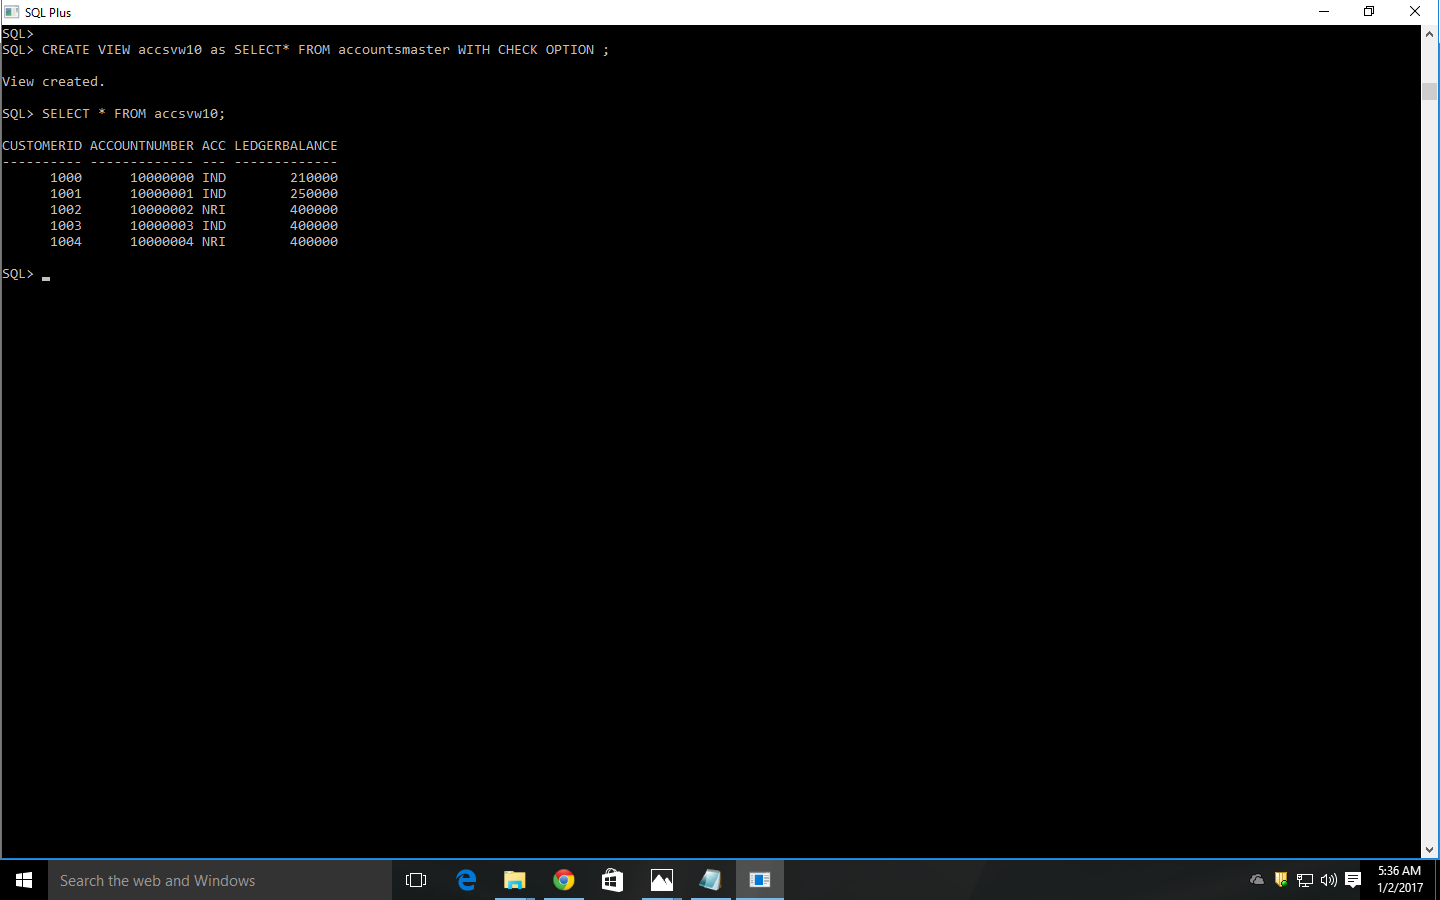 SQL Plus
SQL>
SQL> CREATE VIEW accsvw10 as SELECT* FROM accountsmaster WITH CHECK OPTION ;
View created.
SQL> SELECT * FROM accsvw10;
CUSTOMERID ACCOUNTNUMBER ACC LEDGERBALANCE
---------- ------------- --- -------------
1000 10000000 IND 210000
1001 10000001 IND 250000
1002 10000002 NRI 400000
1003 10000003 IND 400000
1004 10000004 NRI 400000
SQL>
Search the web and Windows
5:36 AM
1/2/2017